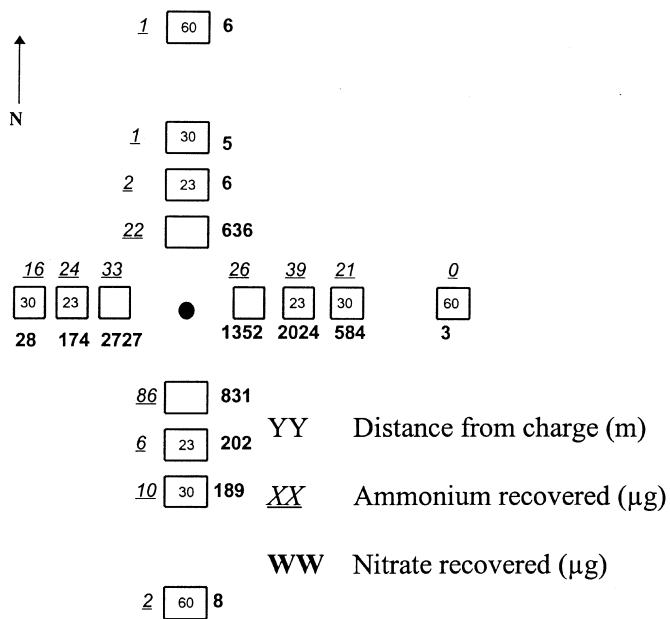 1 60 6
N
1 30 5
2 23 6
22 636
16 24 33 26 39 21 0
30 23 23 30 60
28 174 2727 1352 2024 584 3
86 831
YY Distance from charge (m)
6 23 202
10 30 189
XX Ammonium recovered (µg)
WW Nitrate recovered (µg)
2 60 8